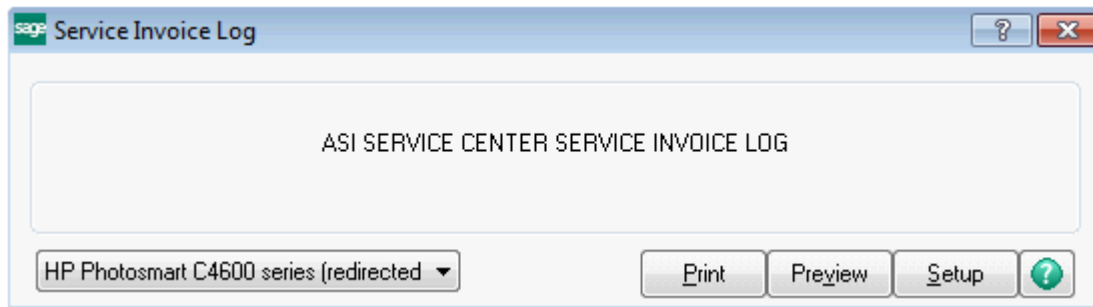 sage Service Invoice Log
ASI SERVICE CENTER SERVICE INVOICE LOG
HP Photosmart C4600 series (redirected Print Preview Setup